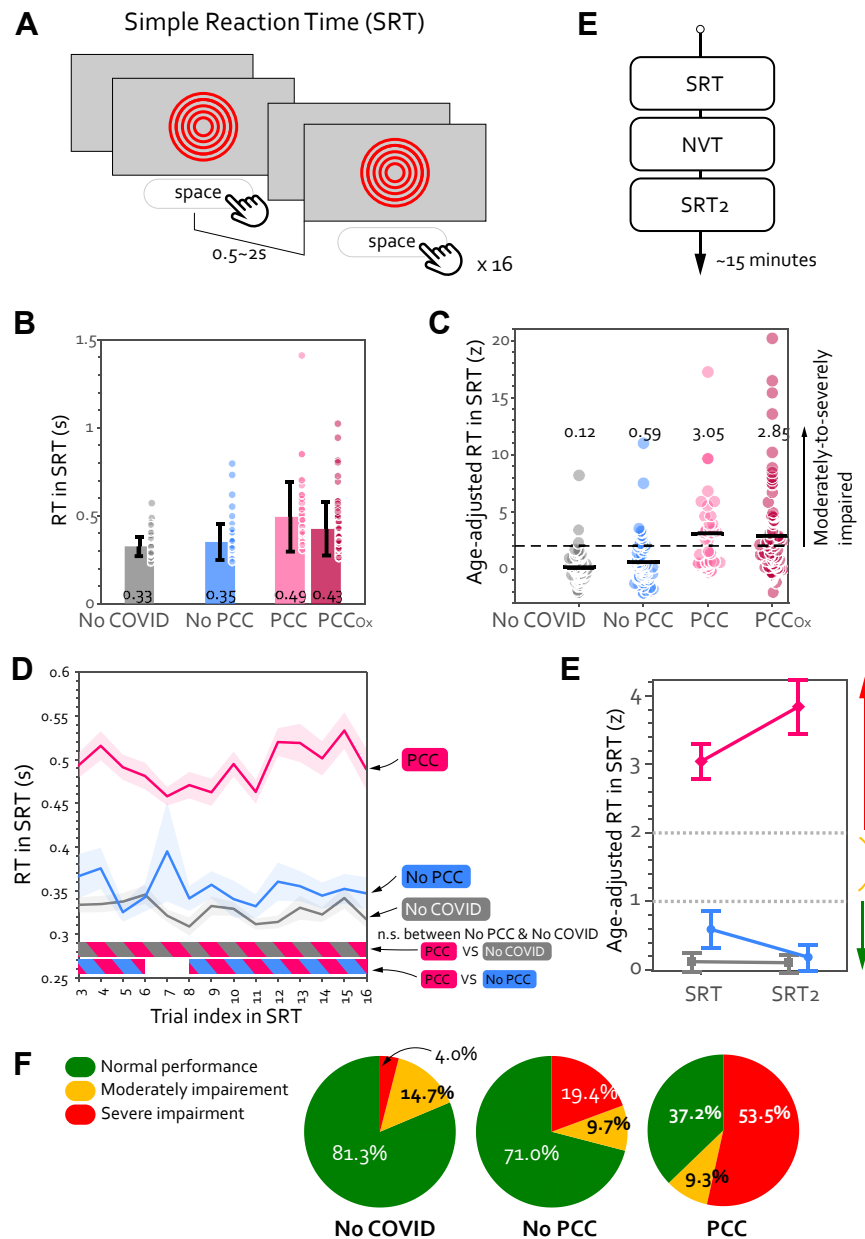 A
Simple Reaction Time (SRT)
space
0.5~2s
space
x 16
E
SRT
NVT
SRT2
~15 minutes
B
RT in SRT (s)
1.5
1
0.5
0
0.33
0.35
0.49
0.43
No COVID
No PCC
PCC
PCCOx
C
Age-adjusted RT in SRT (z)
20
15
10
5
0
0.12
0.59
3.05
2.85
No COVID
No PCC
PCC
PCCOx
Moderately-to-severely
impaired
D
RT in SRT (s)
0.6
0.55
0.5
0.45
0.4
0.35
0.3
0.25
PCC
No PCC
No COVID
n.s. between No PCC & No COVID
PCC VS No COVID
PCC VS No PCC
3 4 5 6 7 8 9 10 11 12 13 14 15 16
Trial index in SRT
E
Age-adjusted RT in SRT (z)
4
3
2
1
0
SRT
SRT2
F
Normal performance
Moderately impairement
Severe impairment
4.0%
14.7%
81.3%
No COVID
19.4%
9.7%
71.0%
No PCC
37.2%
53.5%
9.3%
PCC